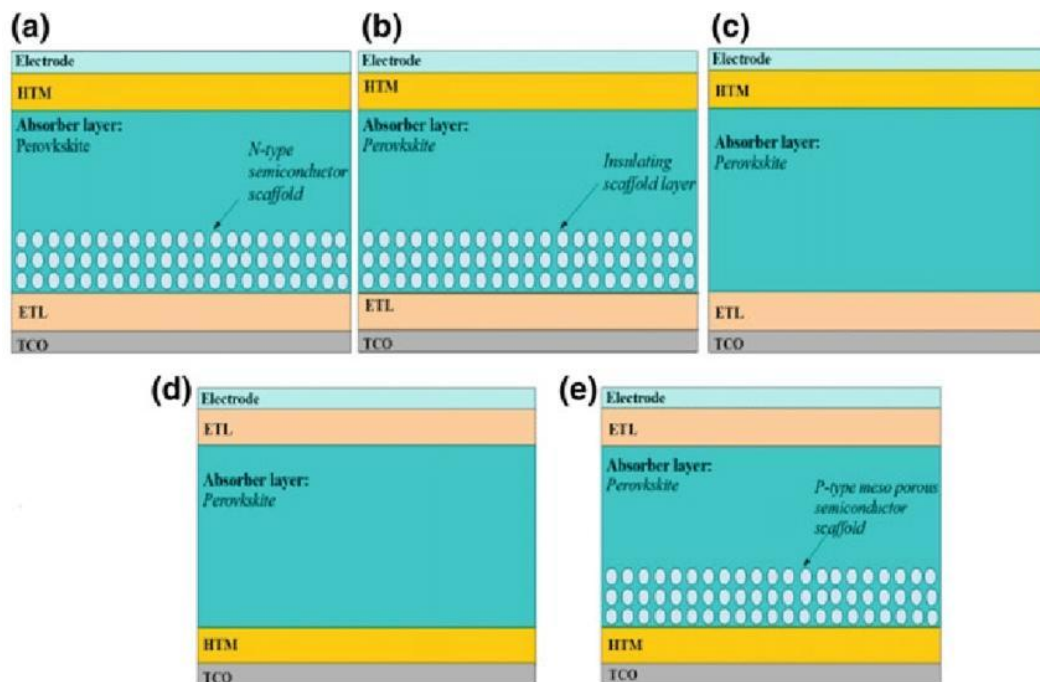 (a)
Electrode
HTM
Absorber layer:
Perovkskite
N-type
semiconductor
scaffold
ETL
TCO
(b)
Electrode
HTM
Absorber layer:
Perovkskite
Insulating
scaffold layer
ETL
TCO
(c)
Electrode
HTM
Absorber layer:
Perovkskite
ETL
TCO
(d)
Electrode
ETL
Absorber layer:
Perovkskite
HTM
TCO
(e)
Electrode
ETL
Absorber layer:
Perovkskite
P-type meso porous
semiconductor
scaffold
HTM
TCO